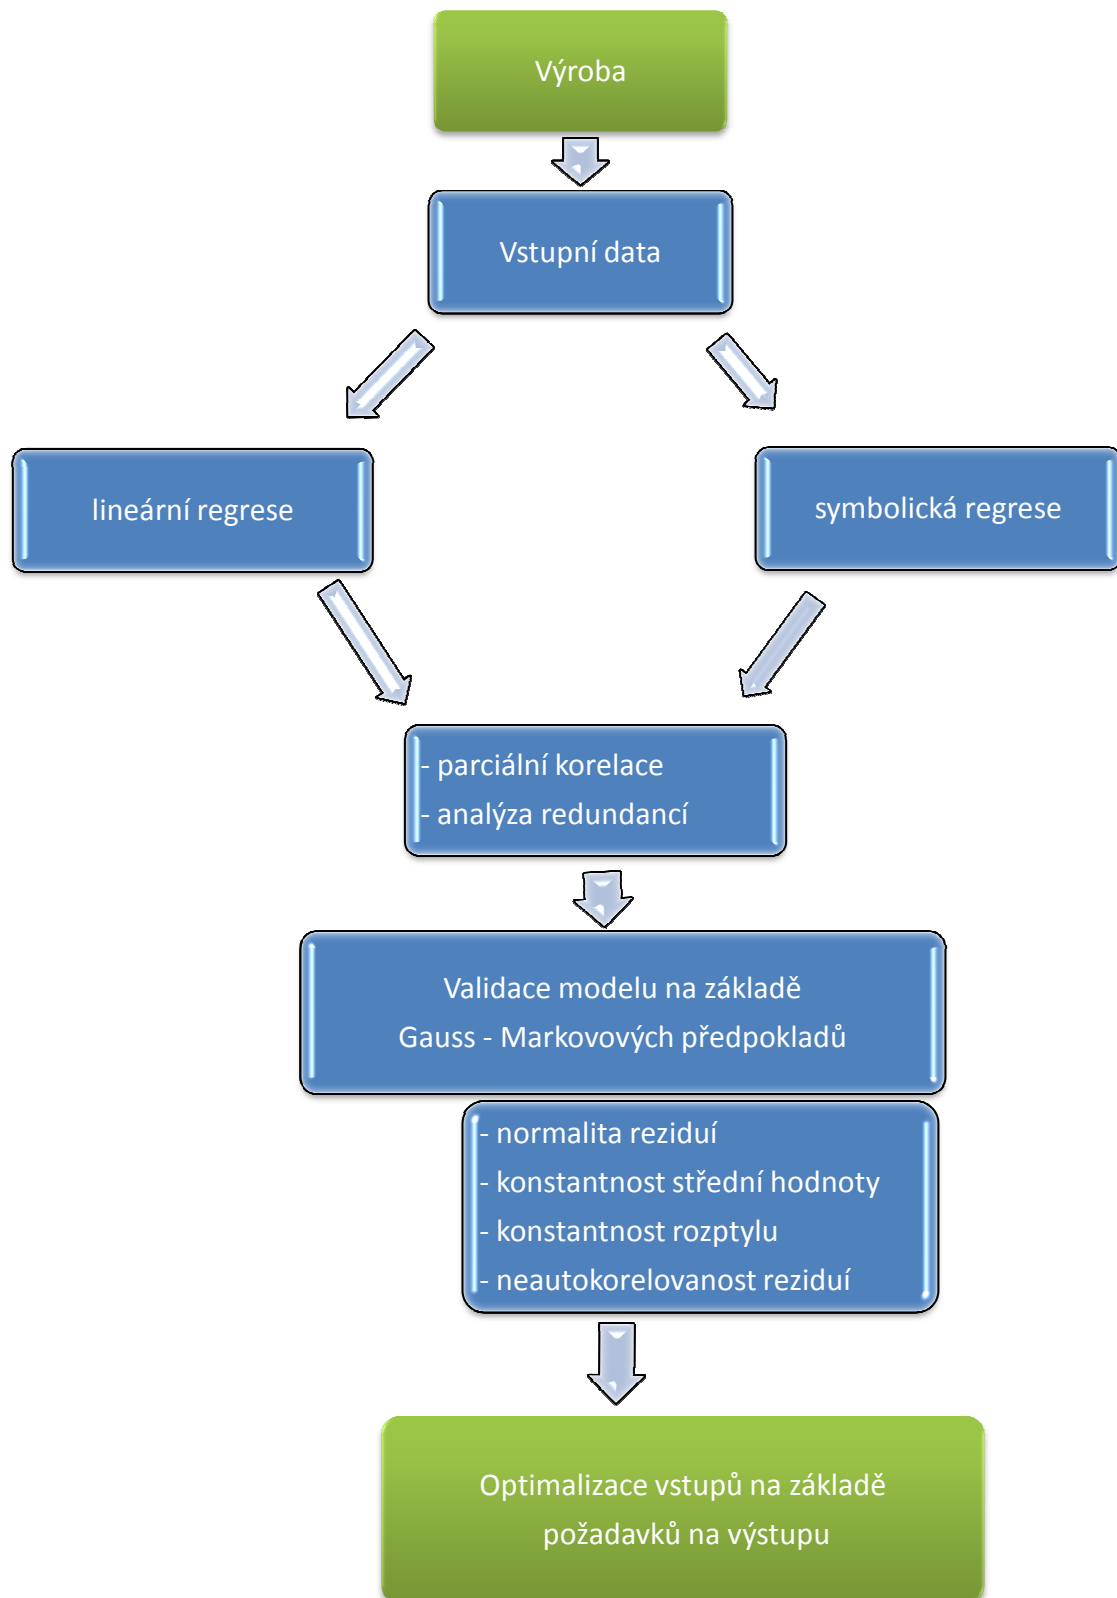 Výroba
Vstupní data
lineární regrese
symbolická regrese
- parciální korelace
- analýza redundancí
Validace modelu na základě
Gauss - Markovových předpokladů
- normalita reziduí
- konstantnost střední hodnoty
- konstantnost rozptylu
- neautokorelovanost reziduí
Optimalizace vstupů na základě
požadavků na výstupu